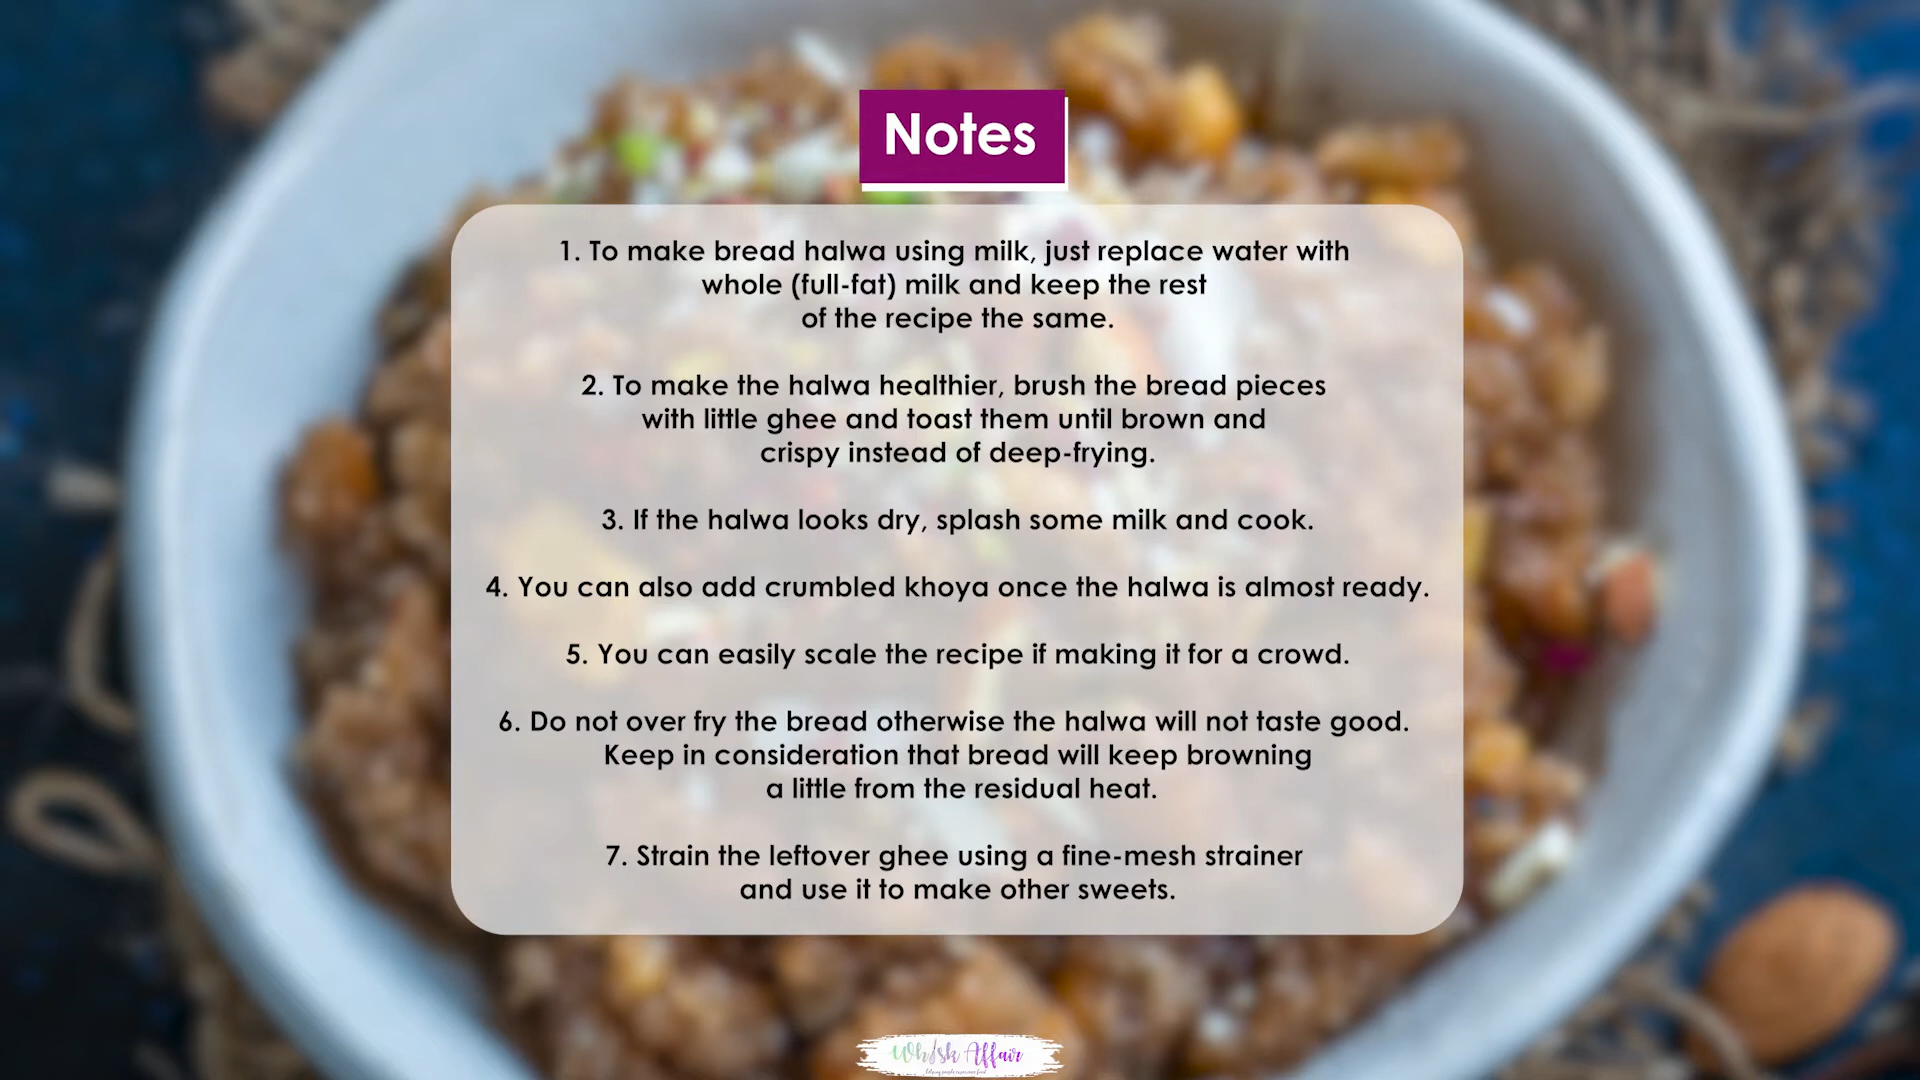 Notes
1. To make bread halwa using milk, just replace water with
whole (full-fat) milk and keep the rest
of the recipe the same.
2. To make the halwa healthier, brush the bread pieces
with little ghee and toast them until brown and
crispy instead of deep-frying.
3. If the halwa looks dry, splash some milk and cook.
4. You can also add crumbled khoya once the halwa is almost ready.
5. You can easily scale the recipe if making it for a crowd.
6. Do not over fry the bread otherwise the halwa will not taste good.
Keep in consideration that bread will keep browning
a little from the residual heat.
7. Strain the leftover ghee using a fine-mesh strainer
and use it to make other sweets.
Whisk Affair